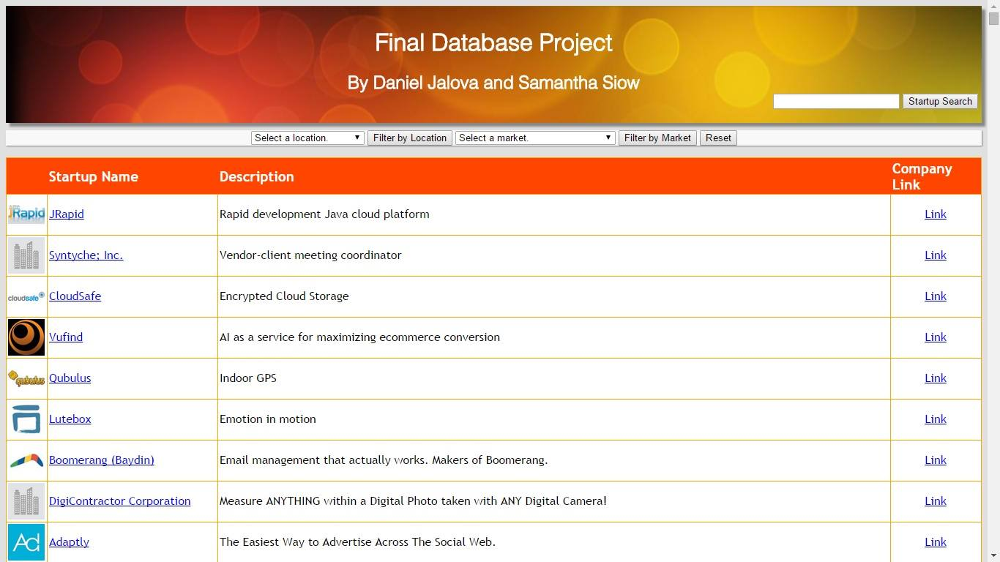 Final Database Project
By Daniel Jalova and Samantha Siow
Startup Search
Select a location. Filter by Location Select a market. Filter by Market Reset
Startup Name Description Company Link
JRapid JRapid Rapid development Java cloud platform Link
Syntyche; Inc. Vendor-client meeting coordinator Link
cloudsafe CloudSafe Encrypted Cloud Storage Link
Vufind AI as a service for maximizing ecommerce conversion Link
qubulus Qubulus Indoor GPS Link
Lutebox Emotion in motion Link
Boomerang (Baydin) Email management that actually works. Makers of Boomerang. Link
DigiContractor Corporation Measure ANYTHING within a Digital Photo taken with ANY Digital Camera! Link
Ad Adaptly The Easiest Way to Advertise Across The Social Web. Link